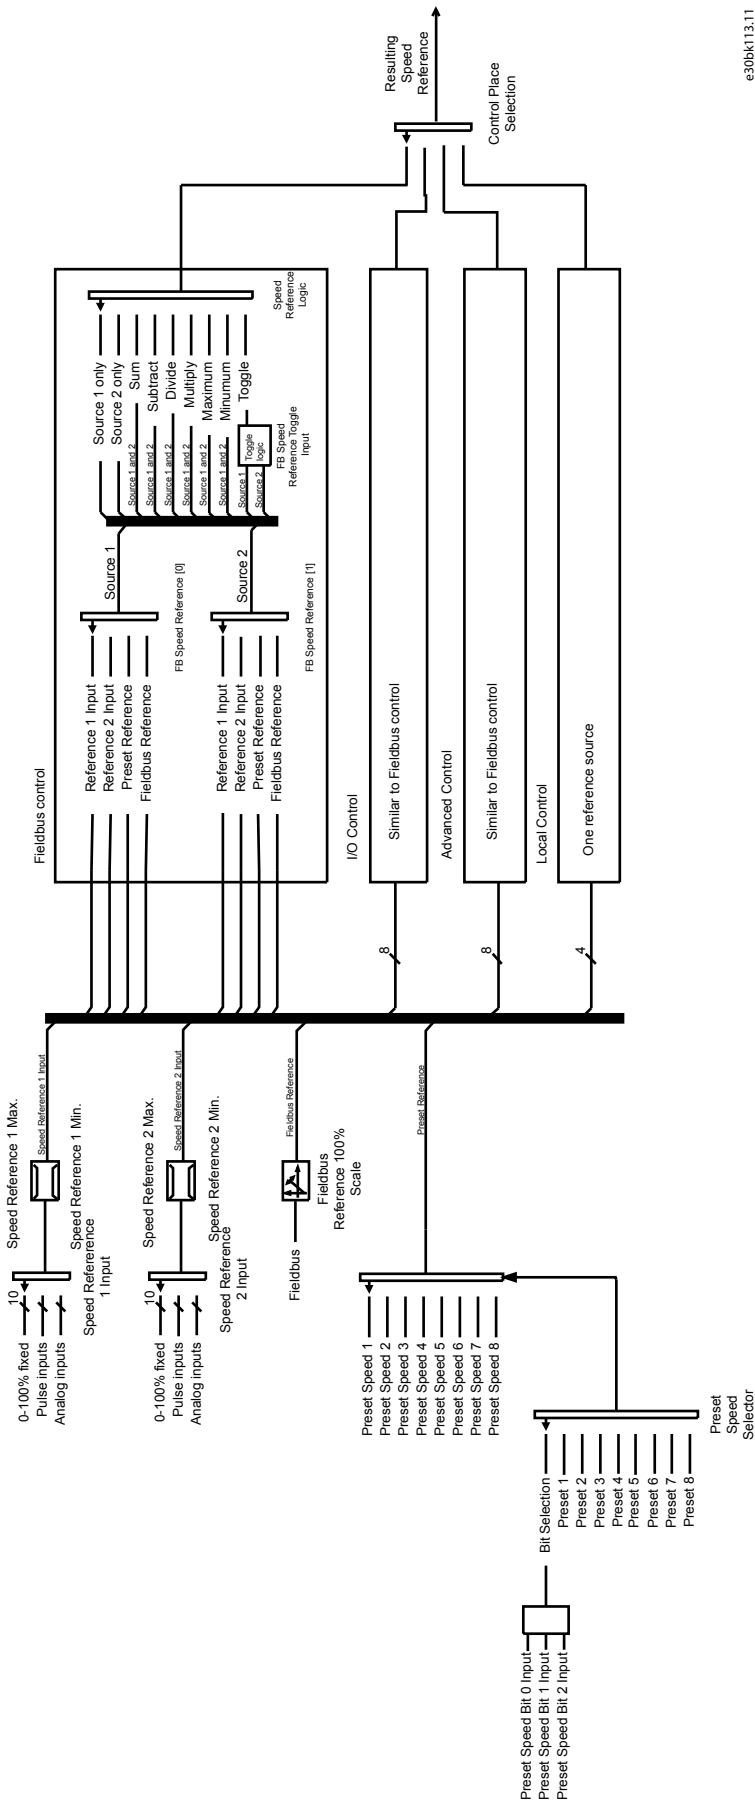 Preset Speed Bit 0 Input
Preset Speed Bit 1 Input
Preset Speed Bit 2 Input
Bit Selection
Preset 1
Preset 2
Preset 3
Preset 4
Preset 5
Preset 6
Preset 7
Preset 8
Preset
Speed
Selector
0-100% fixed
Pulse inputs
Analog inputs
10
Speed Refererence
1 Input
Speed Reference 1 Max.
Speed Reference 1 Min.
Speed Reference 1 Input
0-100% fixed
Pulse inputs
Analog inputs
10
Speed Reference
2 Input
Speed Reference 2 Max.
Speed Reference 2 Min.
Speed Reference 2 Input
Fieldbus
Fieldbus
Reference 100%
Scale
Fieldbus Reference
Preset Speed 1
Preset Speed 2
Preset Speed 3
Preset Speed 4
Preset Speed 5
Preset Speed 6
Preset Speed 7
Preset Speed 8
Preset Reference
Fieldbus control
Reference 1 Input
Reference 2 Input
Preset Reference
Fieldbus Reference
FB Speed Reference [0]
Source 1
Reference 1 Input
Reference 2 Input
Preset Reference
Fieldbus Reference
FB Speed Reference [1]
Source 2
Source 1 only
Source 2 only
Source 1 and 2
Sum
Source 1 and 2
Subtract
Source 1 and 2
Divide
Source 1 and 2
Multiply
Source 1 and 2
Maximum
Source 1 and 2
Minumum
Source 1
Source 2
Toggle
logic
Toggle
FB Speed
Reference Toggle
Input
Speed
Reference
Logic
I/O Control
8
Similar to Fieldbus control
Advanced Control
8
Similar to Fieldbus control
Local Control
4
One reference source
Resulting
Speed
Reference
Control Place
Selection
e30bk113.11